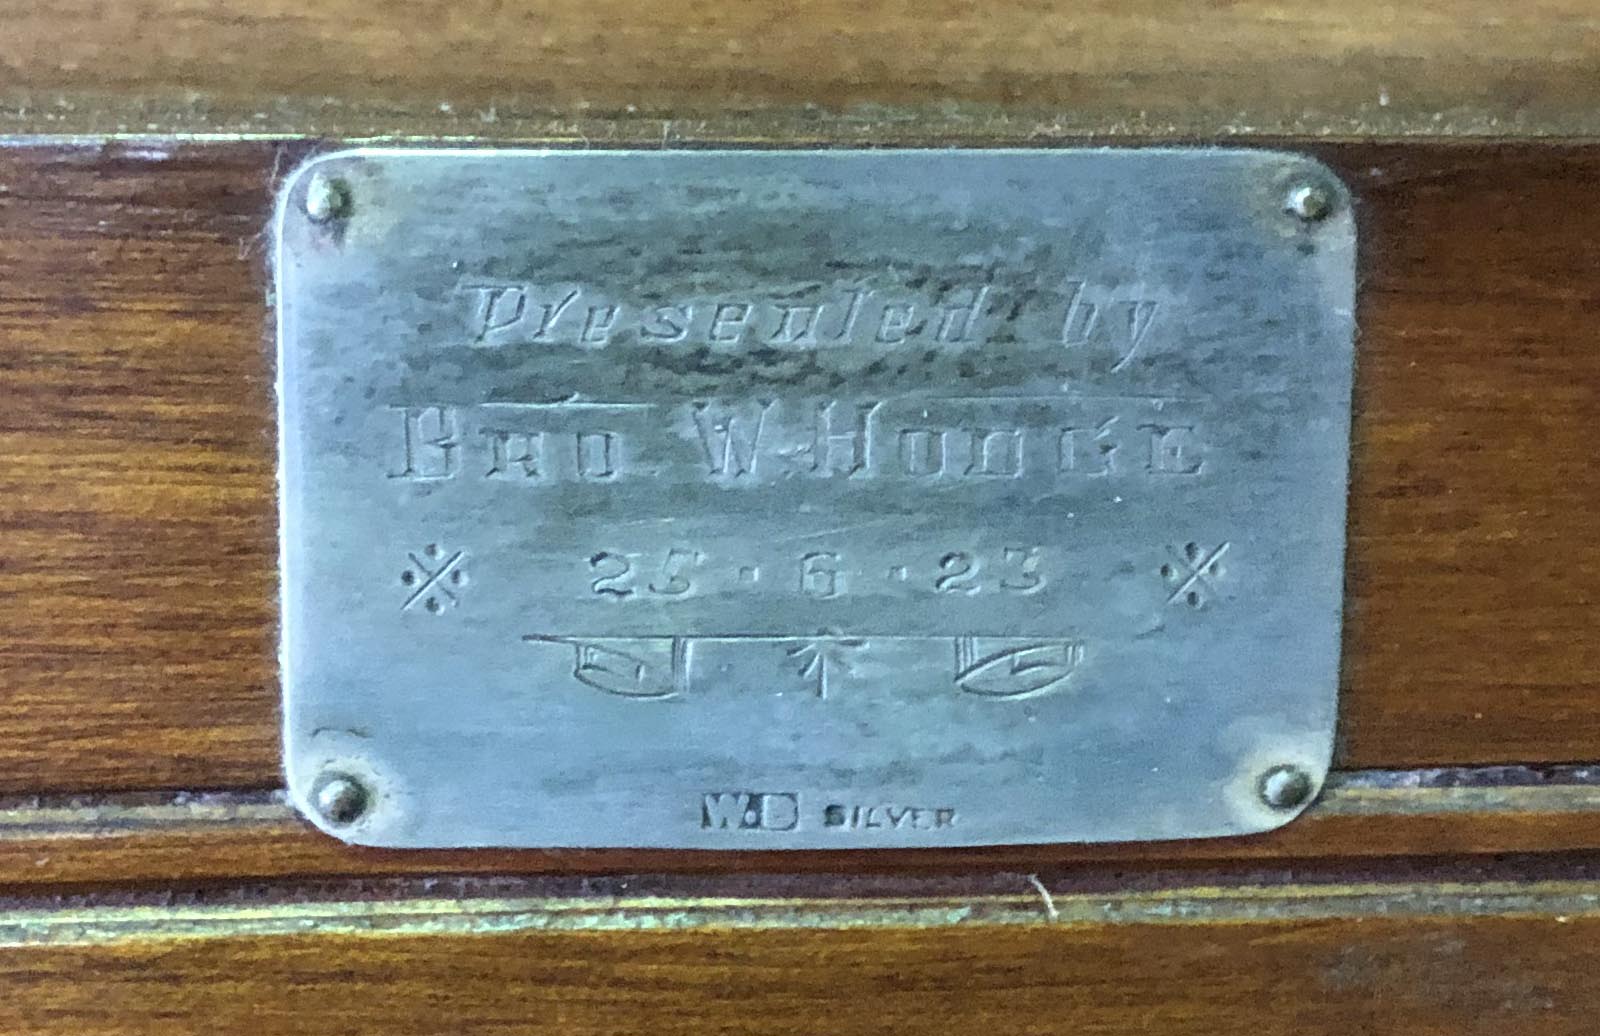 Presented by
BRO W. HODGE
※ 25 · 6 · 23 ※
W.D SILVER